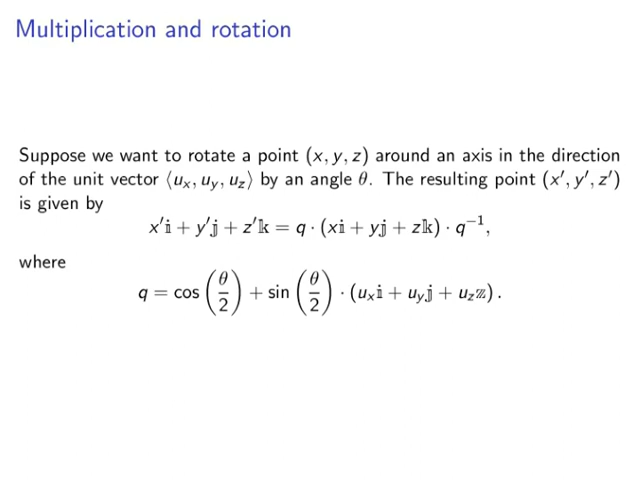 Multiplication and rotation
Suppose we want to rotate a point (x, y, z) around an axis in the direction
of the unit vector ⟨uₓ, u_y, u_z⟩ by an angle θ. The resulting point (x′, y′, z′)
is given by
x′𝕚 + y′𝕛 + z′𝕜 = q · (x𝕚 + y𝕛 + z𝕜) · q⁻¹,
where
q = cos(θ/2) + sin(θ/2) · (uₓ𝕚 + u_y𝕛 + u_z𝕫).